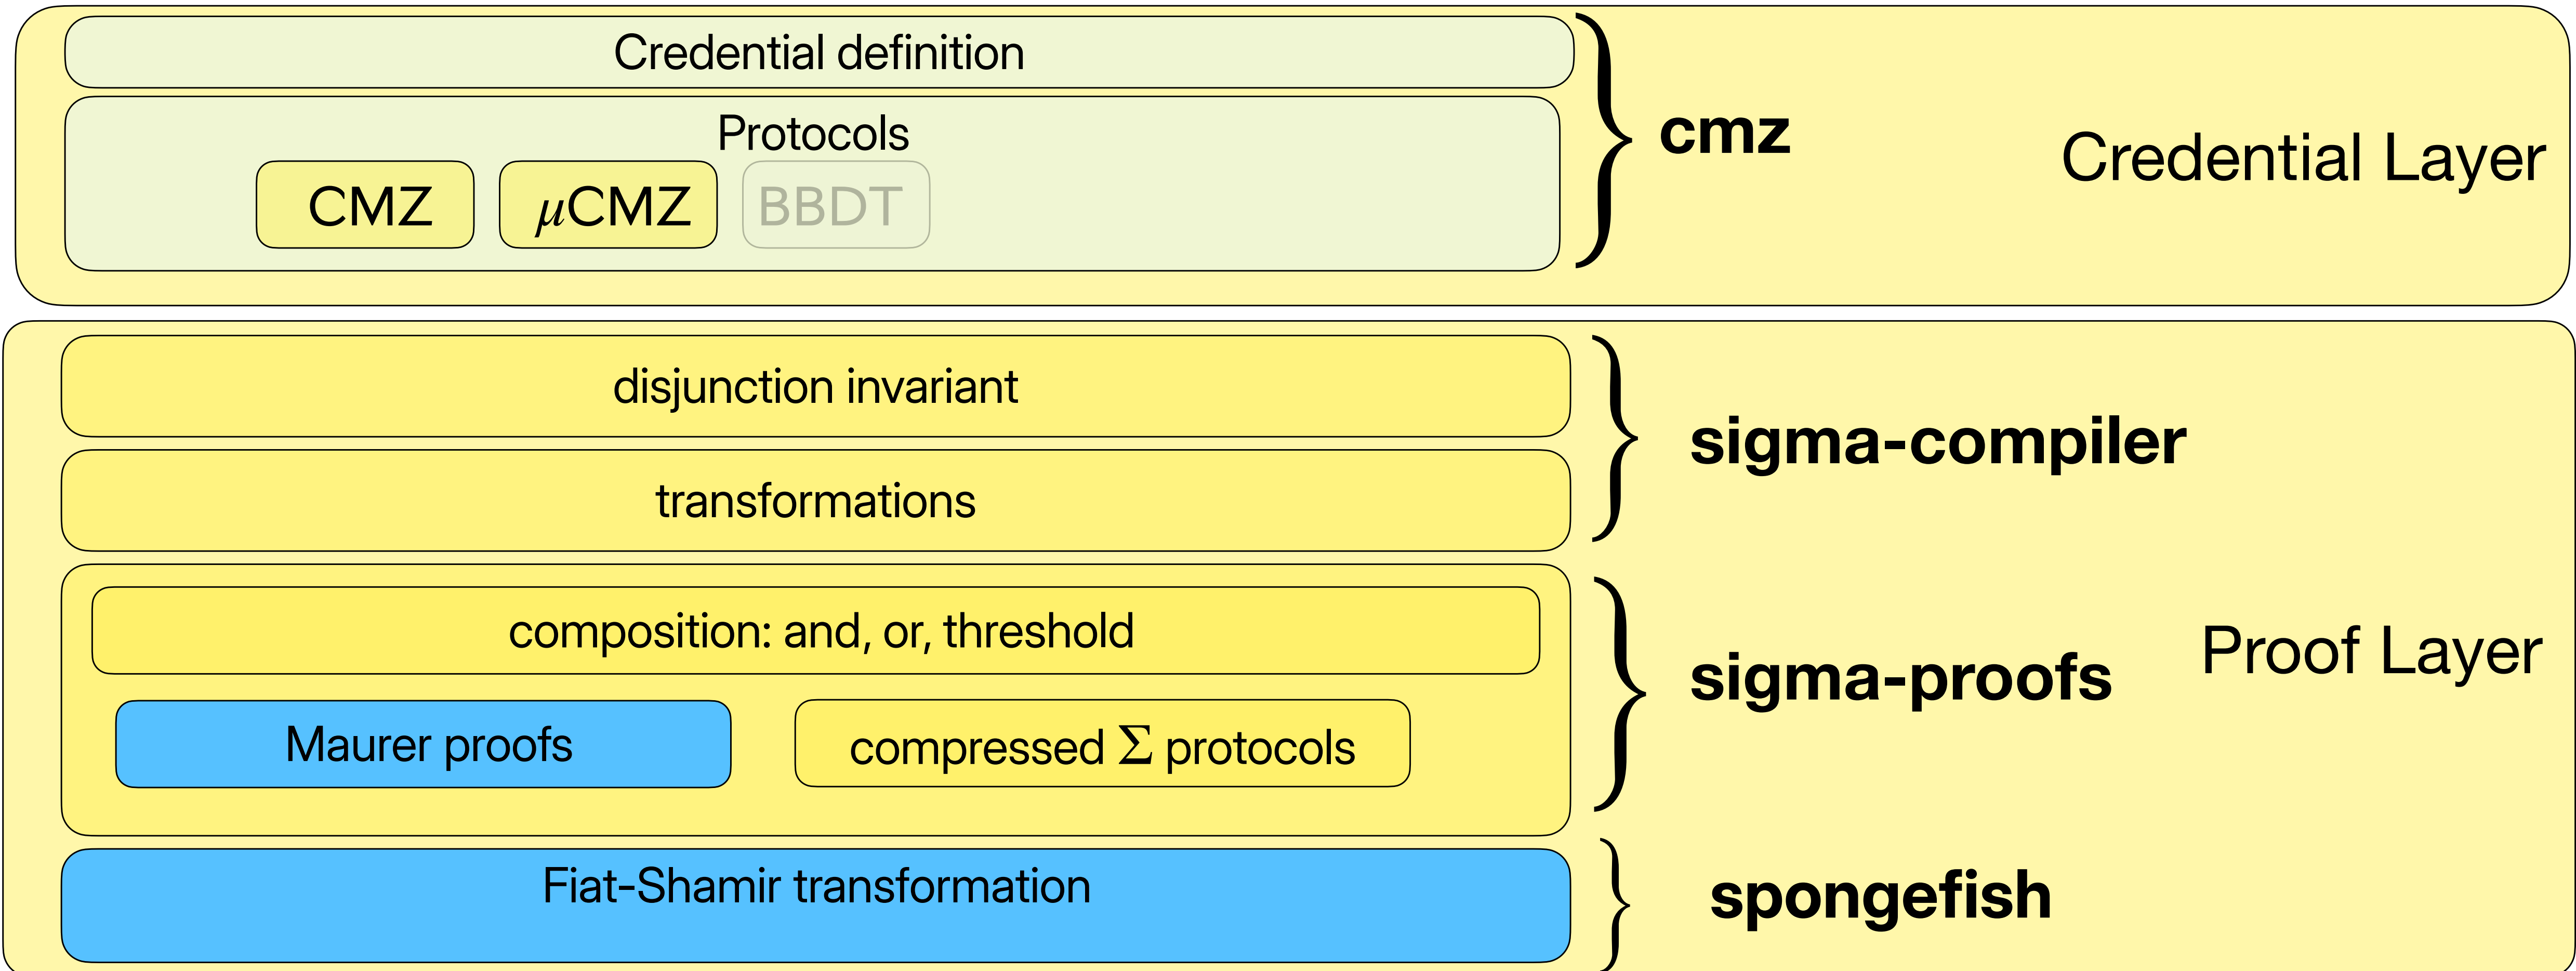 Credential definition
Protocols
CMZ
μCMZ
BBDT
cmz
Credential Layer
disjunction invariant
transformations
sigma-compiler
composition: and, or, threshold
Maurer proofs
compressed Σ protocols
sigma-proofs
Proof Layer
Fiat-Shamir transformation
spongefish